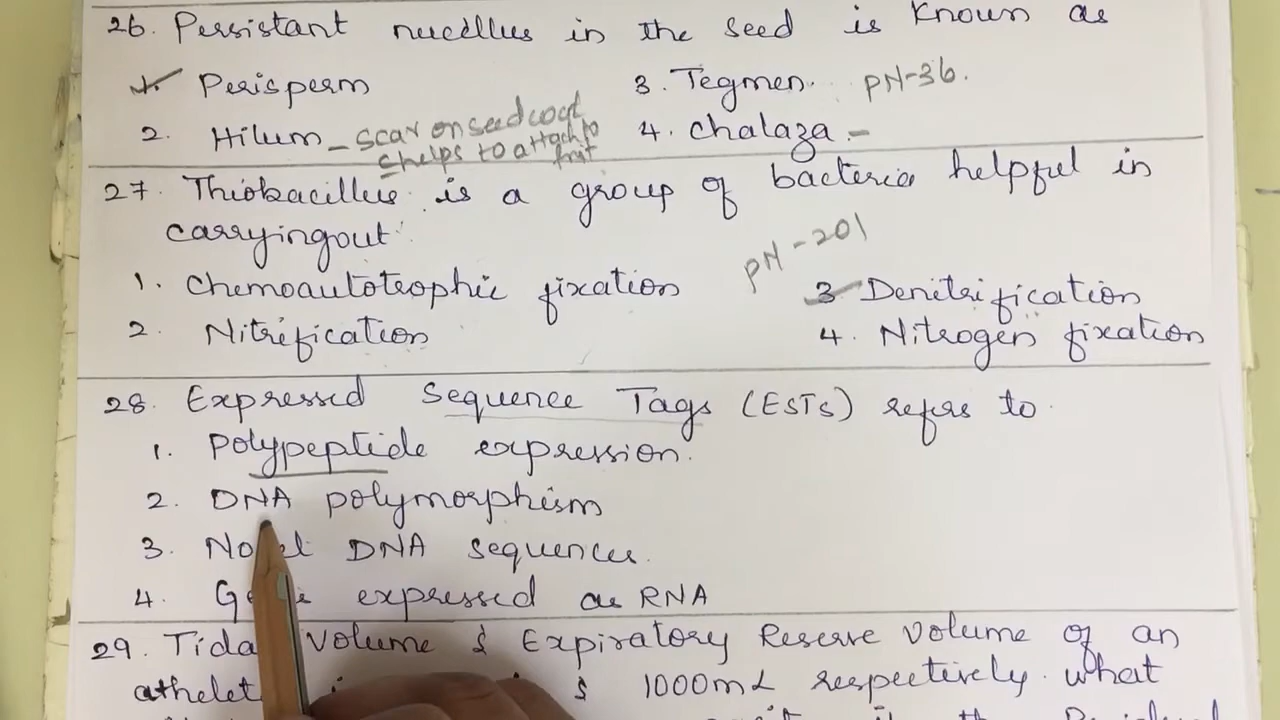 26. Persistant nucellus in the seed is known as
1. Perisperm
3. Tegmen. PN-36.
2. Hilum - scar on seed coat
& helps to attach to
fruit
4. chalaza -
27. Thiobacillus is a group of bacteria helpful in
carryingout
PN-201
1. Chemoautotrophic fixation
3 Denitrification
2. Nitrification
4. Nitrogen fixation
28. Expressed Sequence Tags (ESTs) refers to
1. Polypeptide expression.
2. DNA polymorphism
3. DNA sequences.
4. expressed as RNA
29. Volume & Expiratory Reserve volume of an
1000mL respectively. what